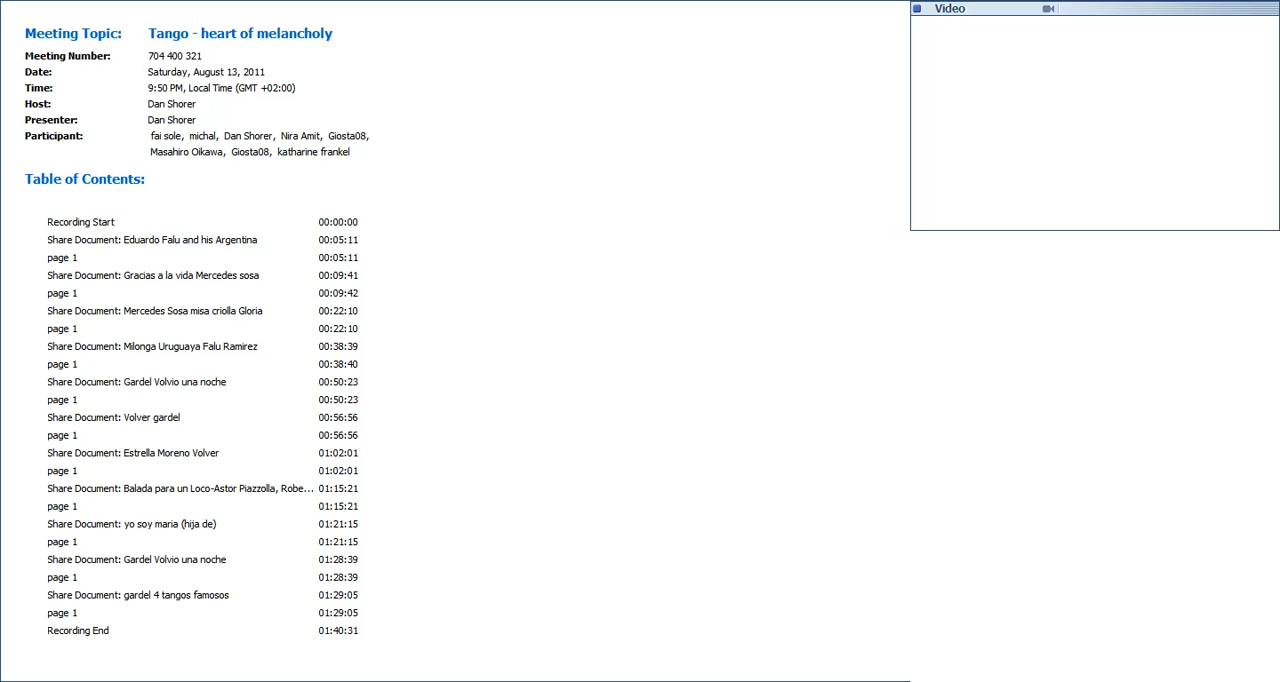 Video
Meeting Topic: Tango - heart of melancholy
Meeting Number: 704 400 321
Date: Saturday, August 13, 2011
Time: 9:50 PM, Local Time (GMT +02:00)
Host: Dan Shorer
Presenter: Dan Shorer
Participant: fai sole, michal, Dan Shorer, Nira Amit, Giosta08,
Masahiro Oikawa, Giosta08, katharine frankel
Table of Contents:
Recording Start 00:00:00
Share Document: Eduardo Falu and his Argentina 00:05:11
page 1 00:05:11
Share Document: Gracias a la vida Mercedes sosa 00:09:41
page 1 00:09:42
Share Document: Mercedes Sosa misa criolla Gloria 00:22:10
page 1 00:22:10
Share Document: Milonga Uruguaya Falu Ramirez 00:38:39
page 1 00:38:40
Share Document: Gardel Volvio una noche 00:50:23
page 1 00:50:23
Share Document: Volver gardel 00:56:56
page 1 00:56:56
Share Document: Estrella Moreno Volver 01:02:01
page 1 01:02:01
Share Document: Balada para un Loco-Astor Piazzolla, Robe... 01:15:21
page 1 01:15:21
Share Document: yo soy maria (hija de) 01:21:15
page 1 01:21:15
Share Document: Gardel Volvio una noche 01:28:39
page 1 01:28:39
Share Document: gardel 4 tangos famosos 01:29:05
page 1 01:29:05
Recording End 01:40:31